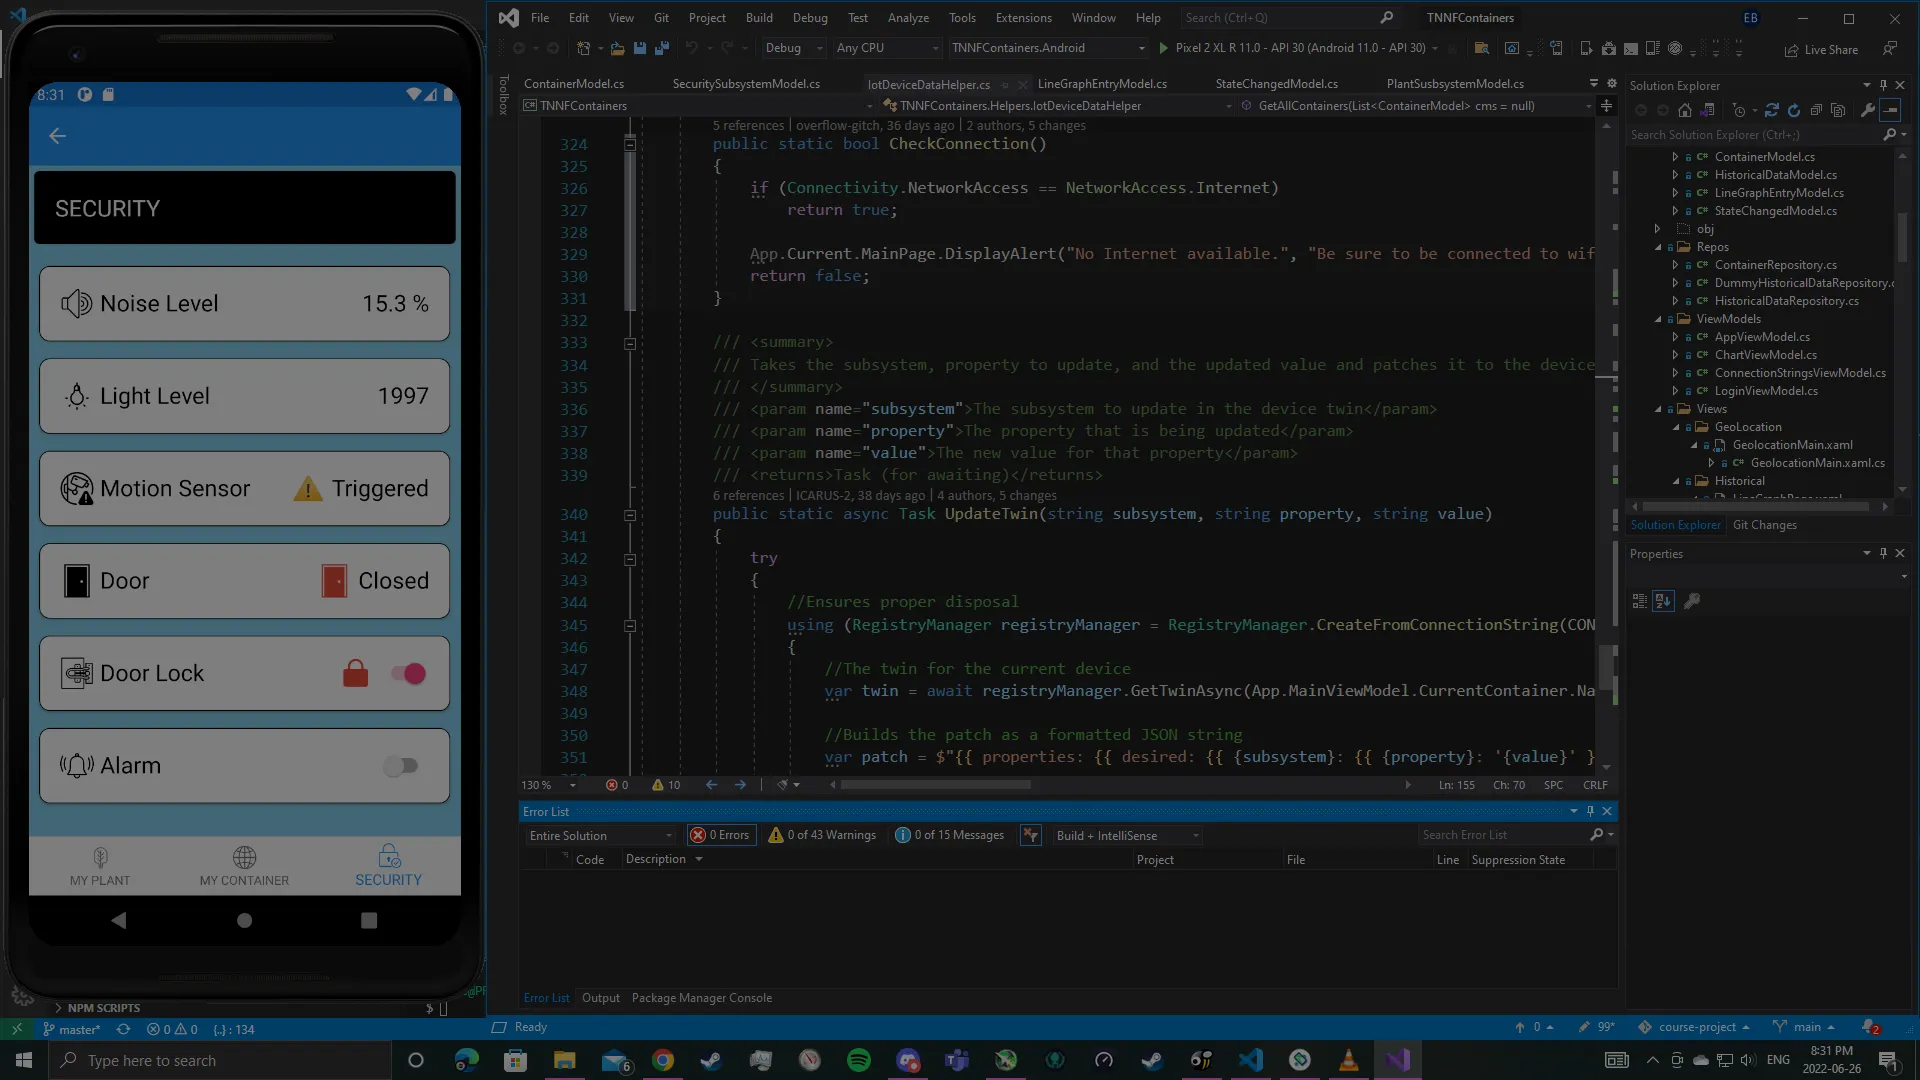 8:31
SECURITY
Noise Level 15.3 %
Light Level 1997
Motion Sensor Triggered
Door Closed
Door Lock
Alarm
MY PLANT MY CONTAINER SECURITY
NPM SCRIPTS
master* 0 0 {..} : 134
File Edit View Git Project Build Debug Test Analyze Tools Extensions Window Help Search (Ctrl+Q) TNNFContainers EB
Debug Any CPU TNNFContainers.Android Pixel 2 XL R 11.0 - API 30 (Android 11.0 - API 30) Live Share
Toolbox
ContainerModel.cs SecuritySubsystemModel.cs IotDeviceDataHelper.cs LineGraphEntryModel.cs StateChangedModel.cs PlantSusbsystemModel.cs
TNNFContainers TNNFContainers.Helpers.IotDeviceDataHelper GetAllContainers(List<ContainerModel> cms = null)
5 references | overflow-gitch, 36 days ago | 2 authors, 5 changes
324 public static bool CheckConnection()
325 {
326 if (Connectivity.NetworkAccess == NetworkAccess.Internet)
327 return true;
328
329 App.Current.MainPage.DisplayAlert("No Internet available.", "Be sure to be connected to wif
330 return false;
331 }
332
333 /// <summary>
334 /// Takes the subsystem, property to update, and the updated value and patches it to the device
335 /// </summary>
336 /// <param name="subsystem">The subsystem to update in the device twin</param>
337 /// <param name="property">The property that is being updated</param>
338 /// <param name="value">The new value for that property</param>
339 /// <returns>Task (for awaiting)</returns>
6 references | ICARUS-2, 38 days ago | 4 authors, 5 changes
340 public static async Task UpdateTwin(string subsystem, string property, string value)
341 {
342 try
343 {
344 //Ensures proper disposal
345 using (RegistryManager registryManager = RegistryManager.CreateFromConnectionString(CON
346 {
347 //The twin for the current device
348 var twin = await registryManager.GetTwinAsync(App.MainViewModel.CurrentContainer.Na
349
350 //Builds the patch as a formatted JSON string
351 var patch = $"{{ properties: {{ desired: {{ {subsystem}: {{ {property}: '{value}' }
130 % 0 10 Ln: 155 Ch: 70 SPC CRLF
Error List
Entire Solution 0 Errors 0 of 43 Warnings 0 of 15 Messages Build + IntelliSense Search Error List
Code Description Project File Line Suppression State
Error List Output Package Manager Console
Ready 0 99* course-project main 2
Solution Explorer
Search Solution Explorer (Ctrl+;)
C# ContainerModel.cs
C# HistoricalDataModel.cs
C# LineGraphEntryModel.cs
C# StateChangedModel.cs
obj
Repos
C# ContainerRepository.cs
C# DummyHistoricalDataRepository.c
C# HistoricalDataRepository.cs
ViewModels
C# AppViewModel.cs
C# ChartViewModel.cs
C# ConnectionStringsViewModel.cs
C# LoginViewModel.cs
Views
GeoLocation
GeolocationMain.xaml
C# GeolocationMain.xaml.cs
Historical
Solution Explorer Git Changes
Properties
Type here to search 6 ENG 8:31 PM
2022-06-26 1